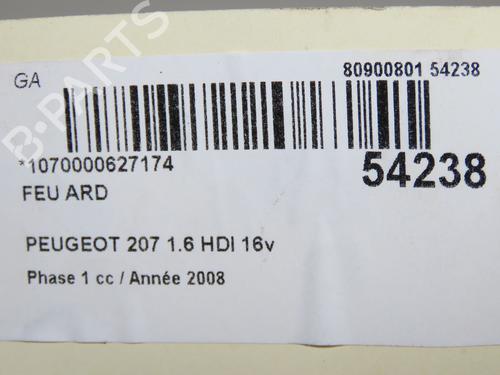 GA
80900801 54238
*1070000627174
54238
FEU ARD
PEUGEOT 207 1.6 HDI 16v
Phase 1 cc / Année 2008
B-PARTS